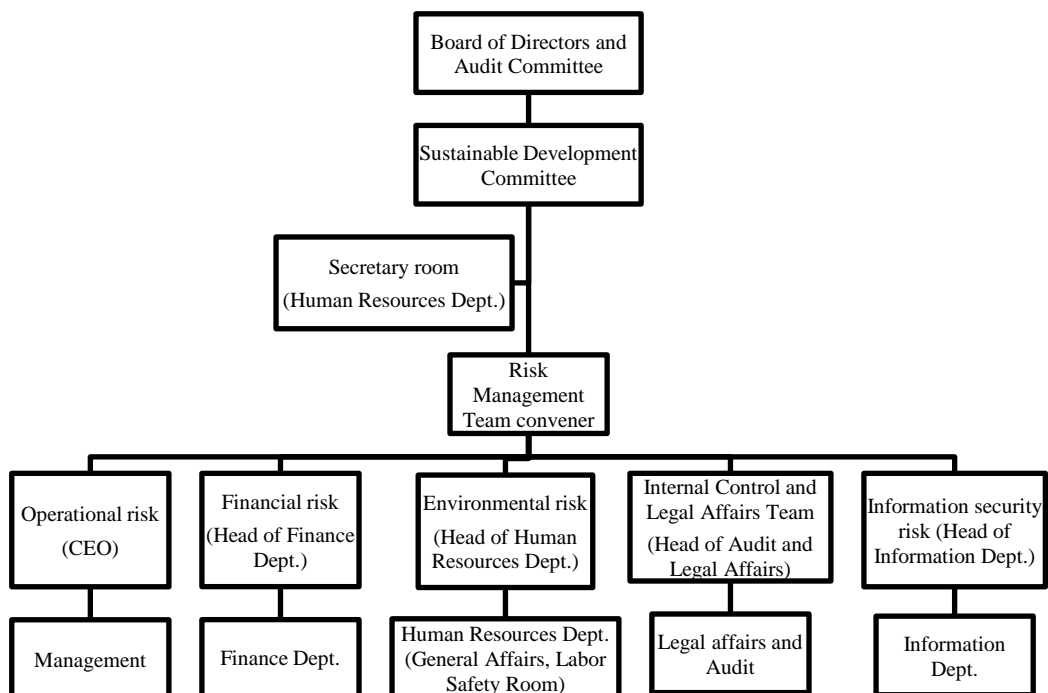 Board of Directors and
Audit Committee
Sustainable Development
Committee
Secretary room
(Human Resources Dept.)
Risk
Management
Team convener
Operational risk
(CEO)
Financial risk
(Head of Finance
Dept.)
Environmental risk
(Head of Human
Resources Dept.)
Internal Control and
Legal Affairs Team
(Head of Audit and
Legal Affairs)
Information security
risk (Head of
Information Dept.)
Management
Finance Dept.
Human Resources Dept.
(General Affairs, Labor
Safety Room)
Legal affairs and
Audit
Information
Dept.